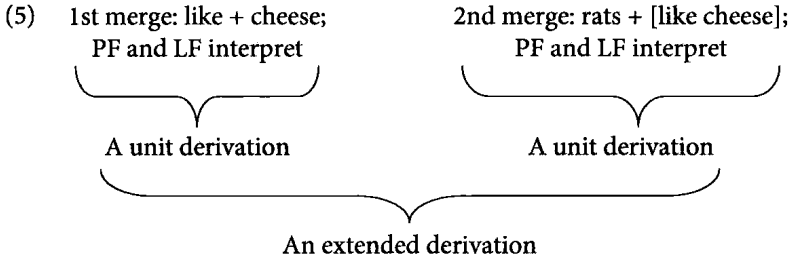 (5) 1st merge: like + cheese; 2nd merge: rats + [like cheese];
PF and LF interpret PF and LF interpret
A unit derivation A unit derivation
An extended derivation